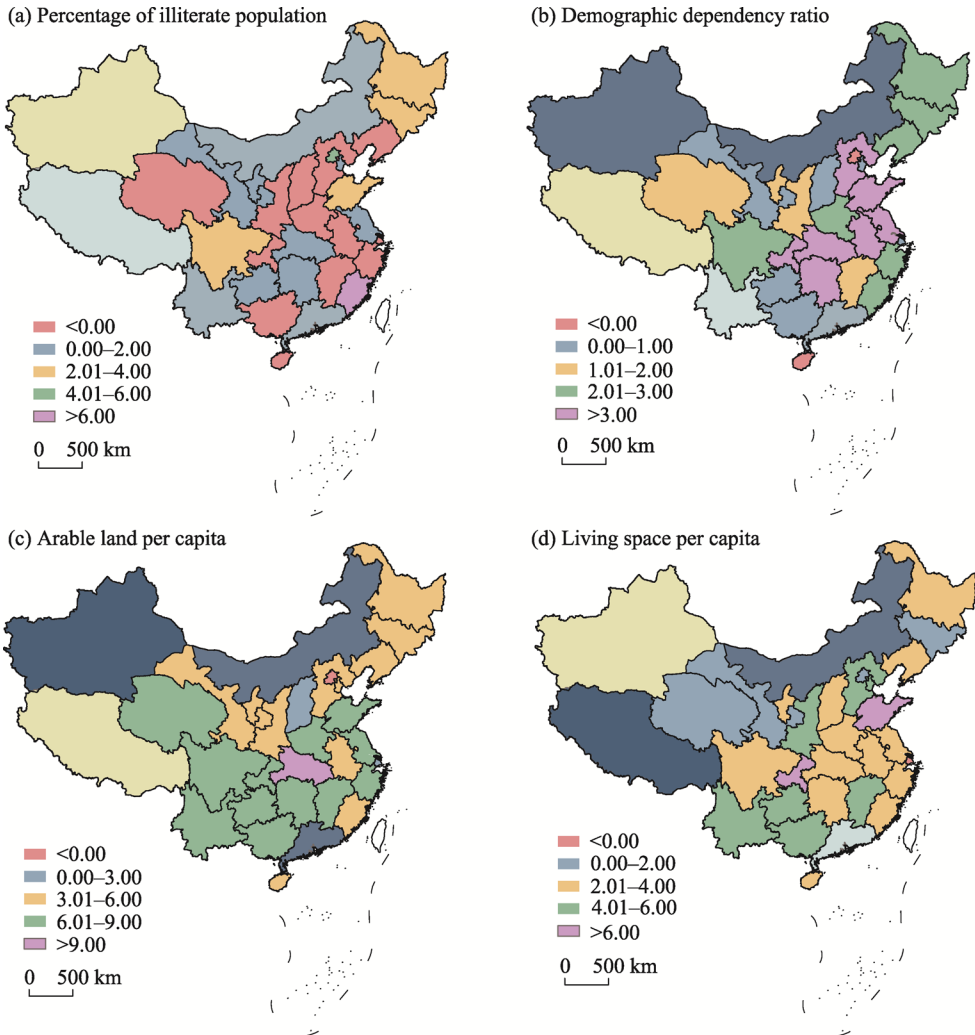 (a) Percentage of illiterate population
<0.00
0.00–2.00
2.01–4.00
4.01–6.00
>6.00
0 500 km
(b) Demographic dependency ratio
<0.00
0.00–1.00
1.01–2.00
2.01–3.00
>3.00
0 500 km
(c) Arable land per capita
<0.00
0.00–3.00
3.01–6.00
6.01–9.00
>9.00
0 500 km
(d) Living space per capita
<0.00
0.00–2.00
2.01–4.00
4.01–6.00
>6.00
0 500 km